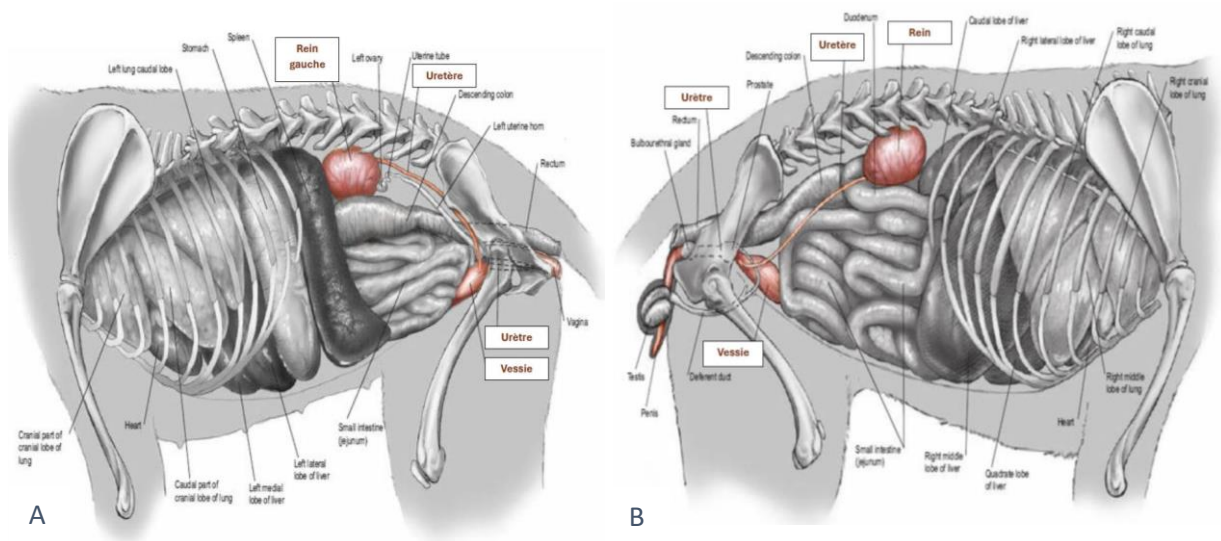 Spleen
Stomach
Left lung caudal lobe
Rein
gauche
Left ovary
Uterine tube
Uretère
Descending colon
Left uterine horn
Rectum
Vagina
Urètre
Vessie
Small intestine
(jejunum)
Left lateral
lobe of liver
Left medial
lobe of liver
Caudal part of
cranial lobe of lung
Heart
Cranial part of
cranial lobe of
lung
A
Duodenum
Uretère
Rein
Caudal lobe of liver
Right lateral lobe of liver
Right caudal
lobe of lung
Right cranial
lobe of lung
Descending colon
Prostate
Urètre
Rectum
Bulbourethral gland
Vessie
Testis
Deferent duct
Penis
Small intestine
(jejunum)
Right middle
lobe of liver
Quadrate lobe
of liver
Heart
Right middle
lobe of lung
B